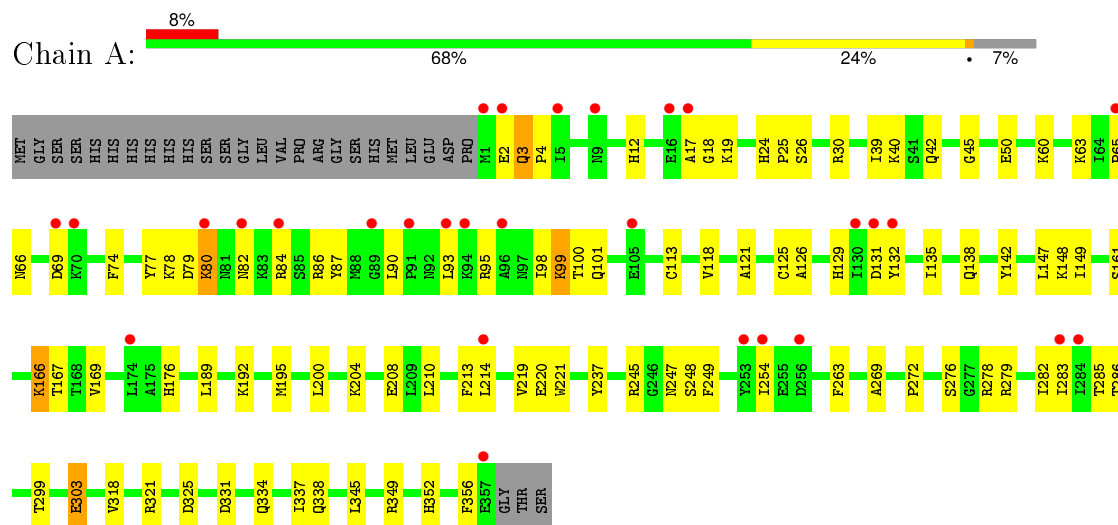 8%
Chain A:
68% 24% • 7%
MET GLY SER SER HIS HIS HIS HIS HIS HIS SER SER GLY LEU VAL PRO ARG GLY SER HIS MET LEU GLU ASP PRO M1 E2 Q3 P4 I5 N9 H12 E16 A17 G18 K19 H24 P25 S26 R30 I39 K40 S41 Q42 G45 E50 K60 K63 I64
N66 D69 K70 F74 Y77 K78 D79 K80 N81 N82 K83 R84 S85 R86 Y87 M88 G89 L90 P91 N92 L93 K94 R95 A96 N97 I98 K99 T100 Q101 E105 C113 V118 A121 C125 A126 H129 I130 D131 Y132 I135 Q138 Y142 L147 K148 I149 S161
K166 T167 T168 V169 L174 A175 H176 L189 K192 M195 L200 K204 E208 L209 L210 F213 L214 V219 E220 W221 Y237 R245 G246 N247 S248 F249 Y253 I254 E255 D256 F263 A269 P272 S276 G277 R278 R279 I282 I283 I284 T285
T299 E303 V318 R321 D325 D331 Q334 I337 Q338 L345 R349 H352 F356 E357 GLY THR SER